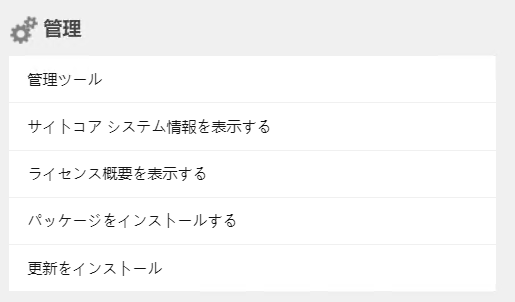 管理
管理ツール
サイトコア システム情報を表示する
ライセンス概要を表示する
パッケージをインストールする
更新をインストール